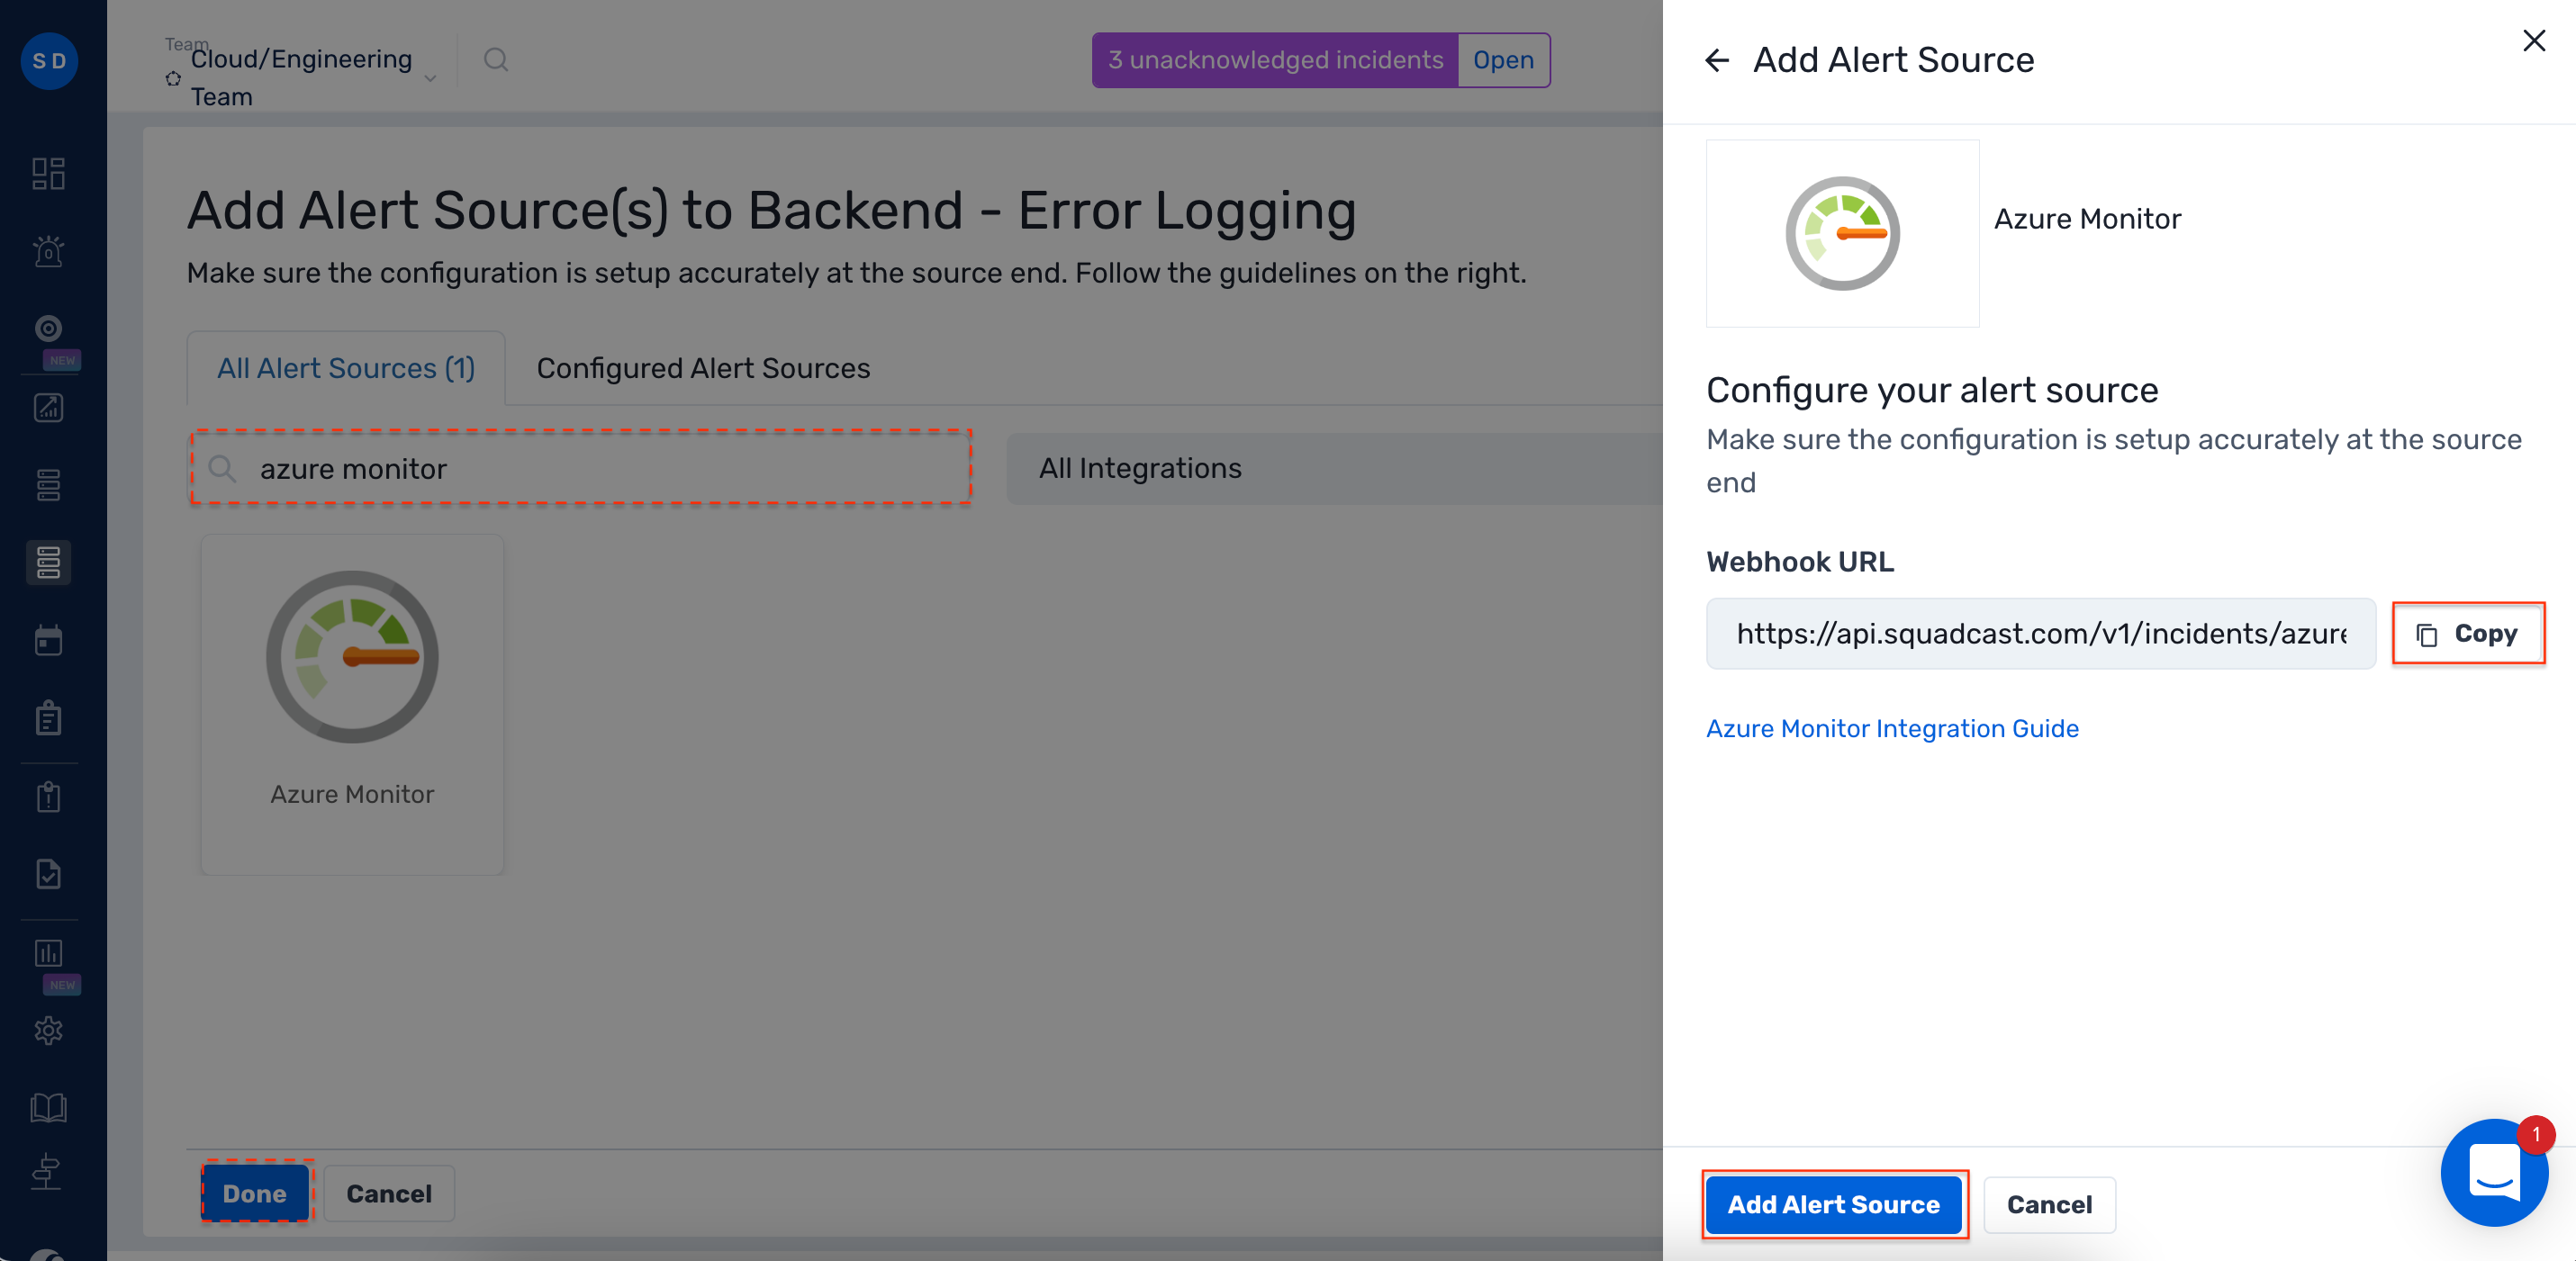 S D
Team
Cloud/Engineering
Team
3 unacknowledged incidents
Open
Add Alert Source(s) to Backend - Error Logging
Make sure the configuration is setup accurately at the source end. Follow the guidelines on the right.
All Alert Sources (1)
Configured Alert Sources
azure monitor
All Integrations
Azure Monitor
Done
Cancel
NEW
NEW
Add Alert Source
Azure Monitor
Configure your alert source
Make sure the configuration is setup accurately at the source
end
Webhook URL
https://api.squadcast.com/v1/incidents/azure
Copy
Azure Monitor Integration Guide
1
Add Alert Source
Cancel